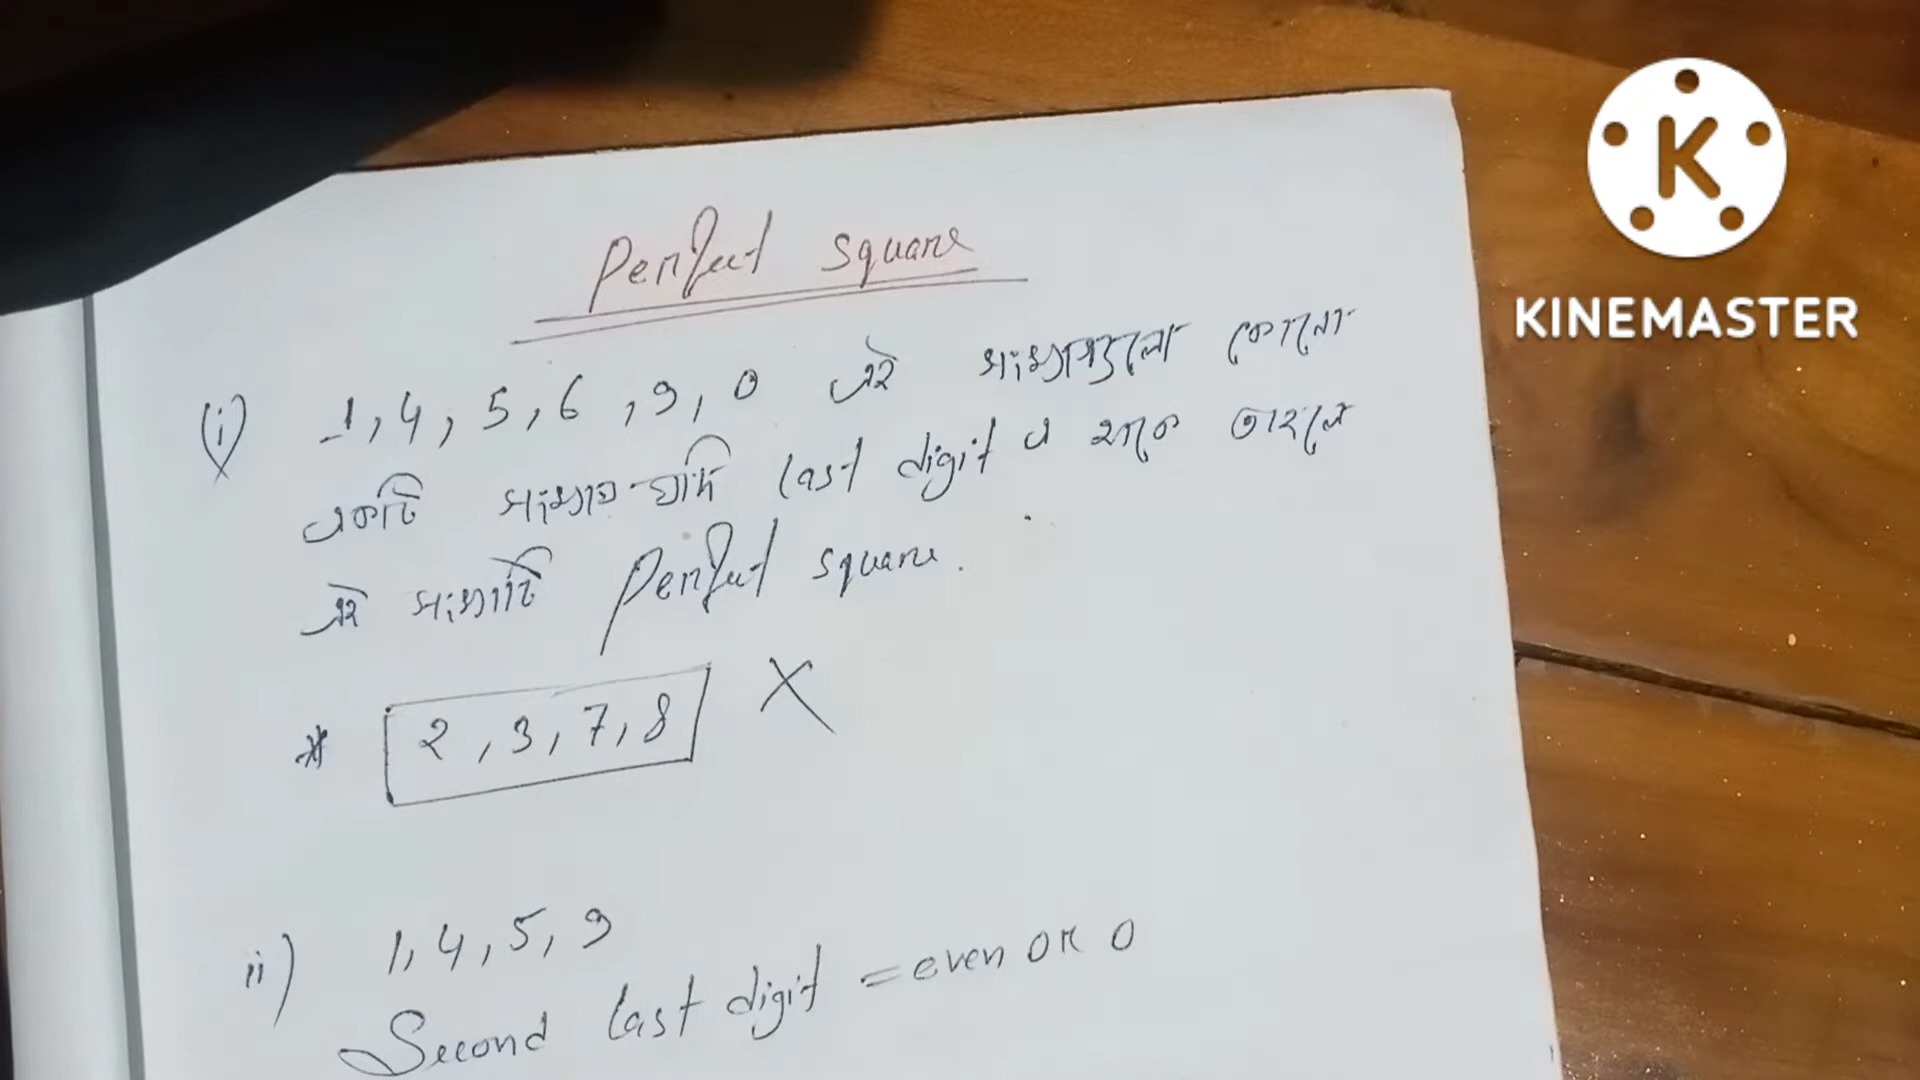 Perfect square
(i) 1, 4, 5, 6, 9, 0 এই সংখ্যাগুলো কোনো
একটি সংখ্যার যদি last digit এ থাকে তাহলে
ঐ সংখ্যাটি perfect square.
* 2, 3, 7, 8 X
ii) 1, 4, 5, 9
Second last digit = even or 0
K
KINEMASTER